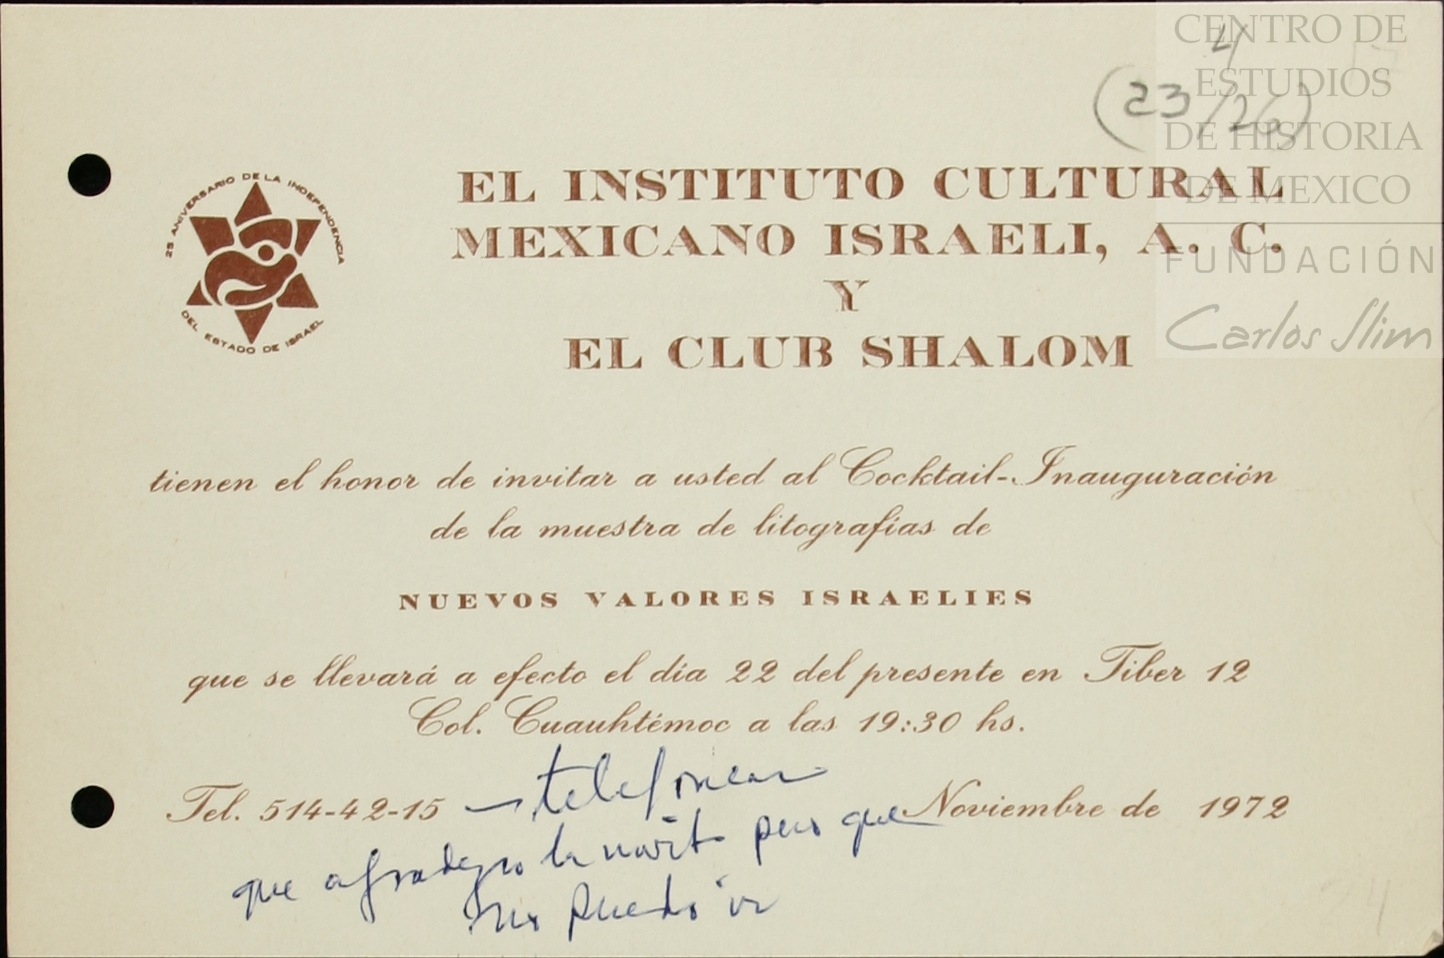 CENTRO DE
ESTUDIOS
DE HISTORIA
DE MEXICO
FUNDACIÓN
Carlos Slim
4
(23/26)
25 ANIVERSARIO DE LA INDEPENDENCIA
DEL ESTADO DE ISRAEL
EL INSTITUTO CULTURAL
MEXICANO ISRAELI, A. C.
Y
EL CLUB SHALOM
tienen el honor de invitar a usted al Cocktail-Inauguración
de la muestra de litografías de
NUEVOS VALORES ISRAELIES
que se llevará a efecto el día 22 del presente en Tiber 12
Col. Cuauhtémoc a las 19:30 hs.
Tel. 514-42-15
Noviembre de 1972
telefonear
que agradezco la pero que
no puedo ir